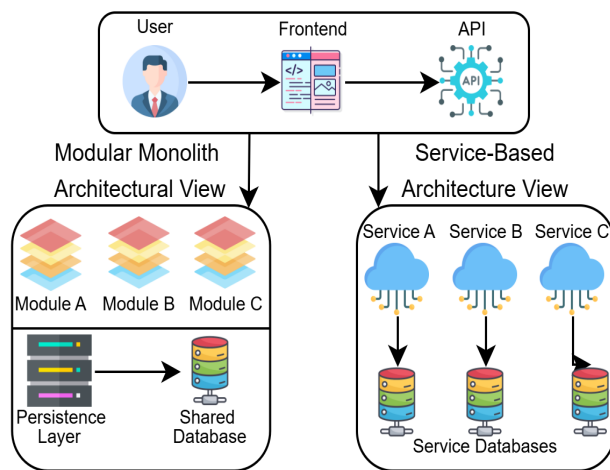 User
Frontend
API
</>
API
Modular Monolith
Architectural View
Service-Based
Architecture View
Module A
Module B
Module C
Persistence
Layer
Shared
Database
Service A
Service B
Service C
Service Databases